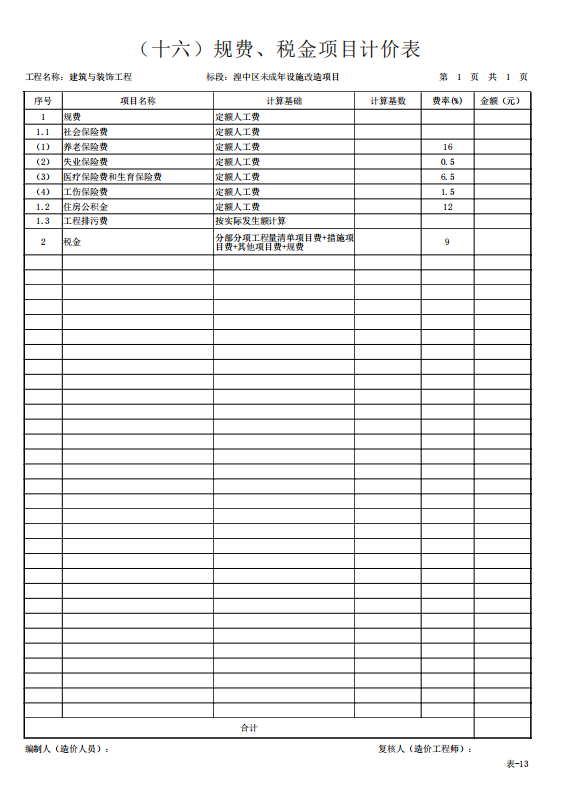 （十六）规费、税金项目计价表
工程名称：建筑与装饰工程 标段：湟中区未成年设施改造项目 第 1 页 共 1 页
序号 项目名称 计算基础 计算基数 费率(%) 金额（元）
1 规费 定额人工费
1.1 社会保险费 定额人工费
(1) 养老保险费 定额人工费 16
(2) 失业保险费 定额人工费 0.5
(3) 医疗保险费和生育保险费 定额人工费 6.5
(4) 工伤保险费 定额人工费 1.5
1.2 住房公积金 定额人工费 12
1.3 工程排污费 按实际发生额计算
2 税金 分部分项工程量清单项目费+措施项 9
目费+其他项目费+规费
合计
编制人（造价人员）： 复核人（造价工程师）：
表-13